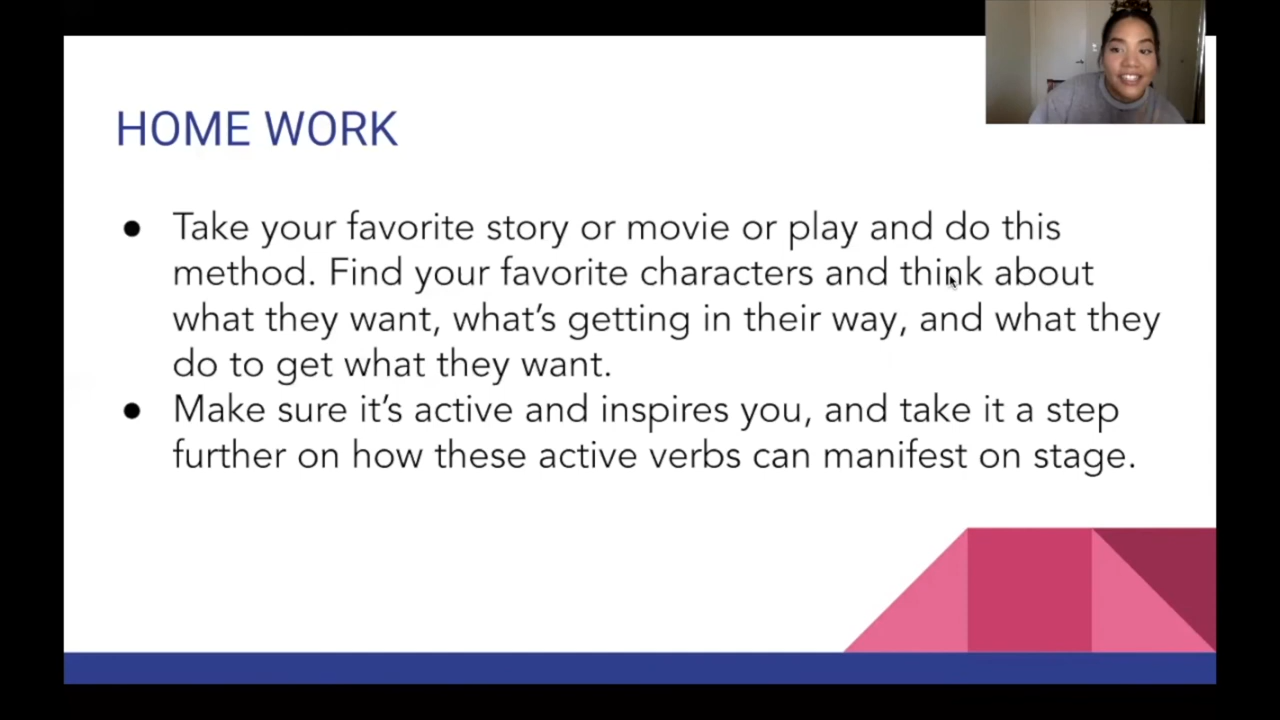 HOME WORK
● Take your favorite story or movie or play and do this
method. Find your favorite characters and think about
what they want, what’s getting in their way, and what they
do to get what they want.
● Make sure it’s active and inspires you, and take it a step
further on how these active verbs can manifest on stage.